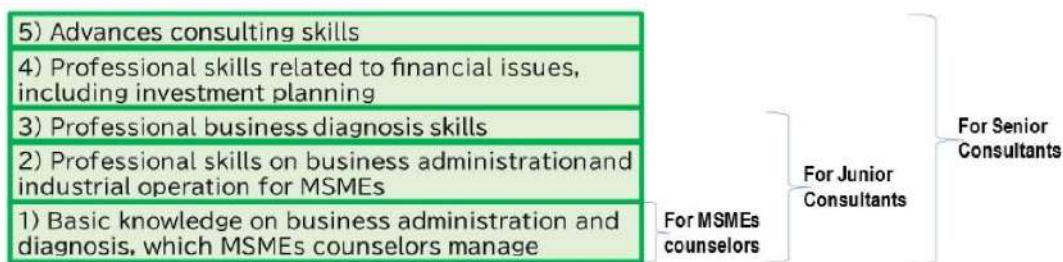 5) Advances consulting skills
4) Professional skills related to financial issues,
including investment planning
3) Professional business diagnosis skills
2) Professional skills on business administrationand
industrial operation for MSMEs
1) Basic knowledge on business administration and
diagnosis, which MSMEs counselors manage
For MSMEs
counselors
For Junior
Consultants
For Senior
Consultants